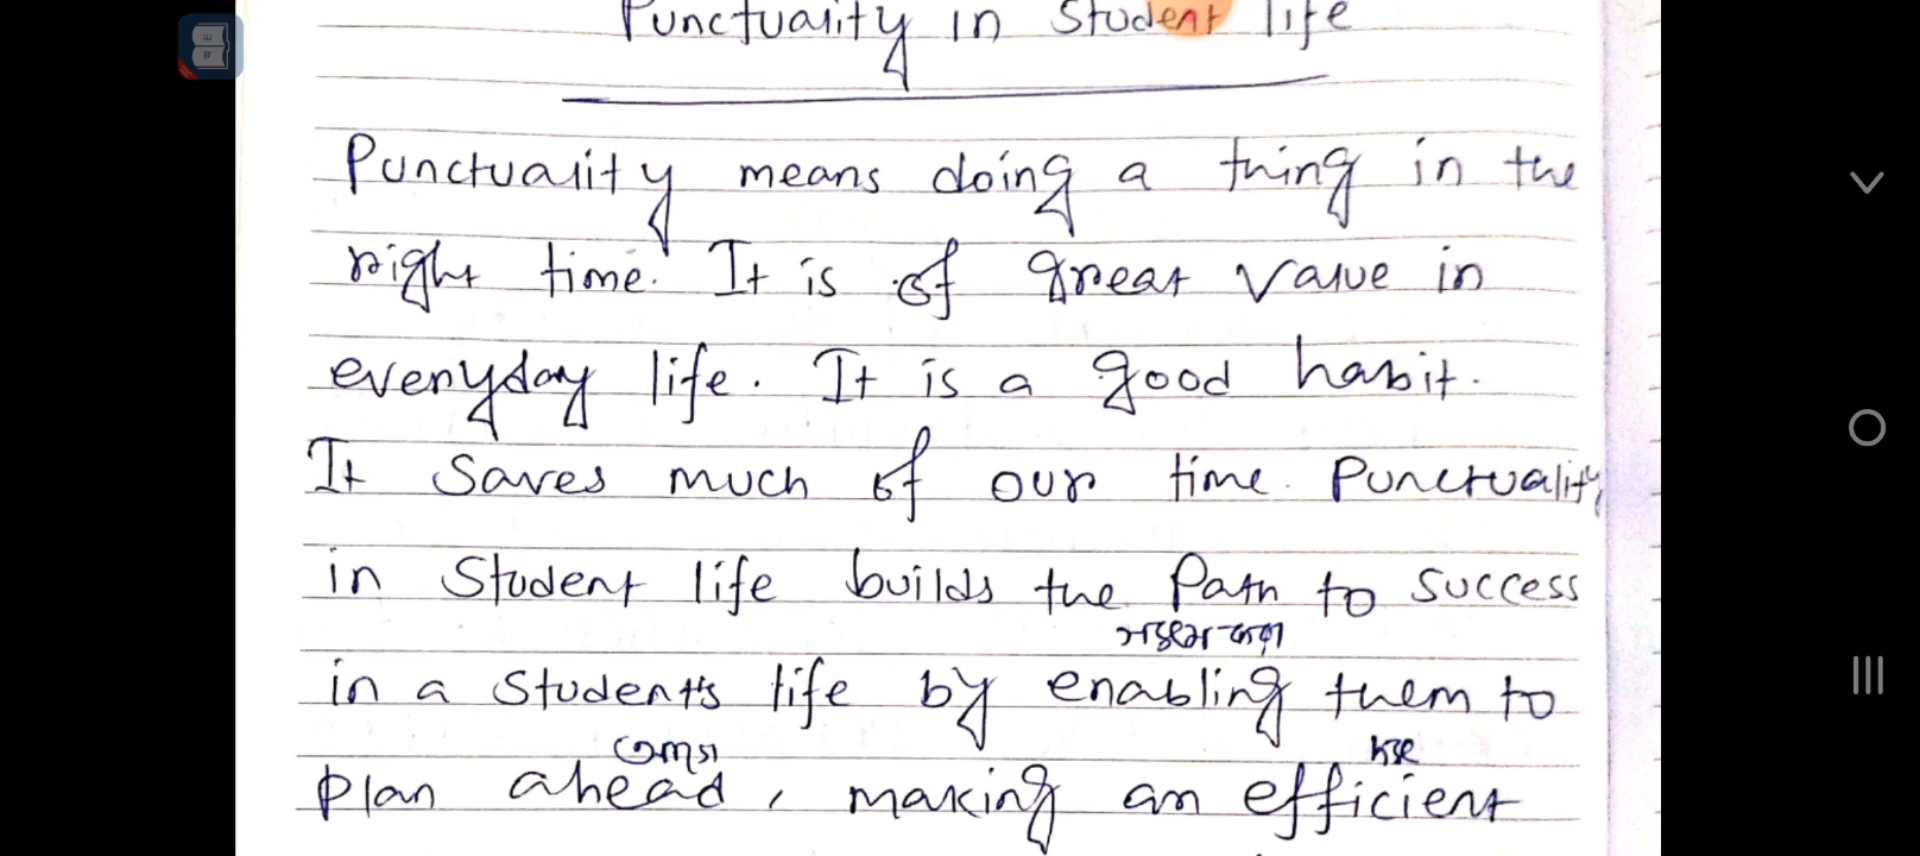 Punctuality in Student life
Punctuality means doing a thing in the
right time. It is of great value in
everyday life. It is a good habit.
It saves much of our time. Punctuality
in Student life builds the Path to success
in a student's life by enabling them to
plan ahead, making an efficient